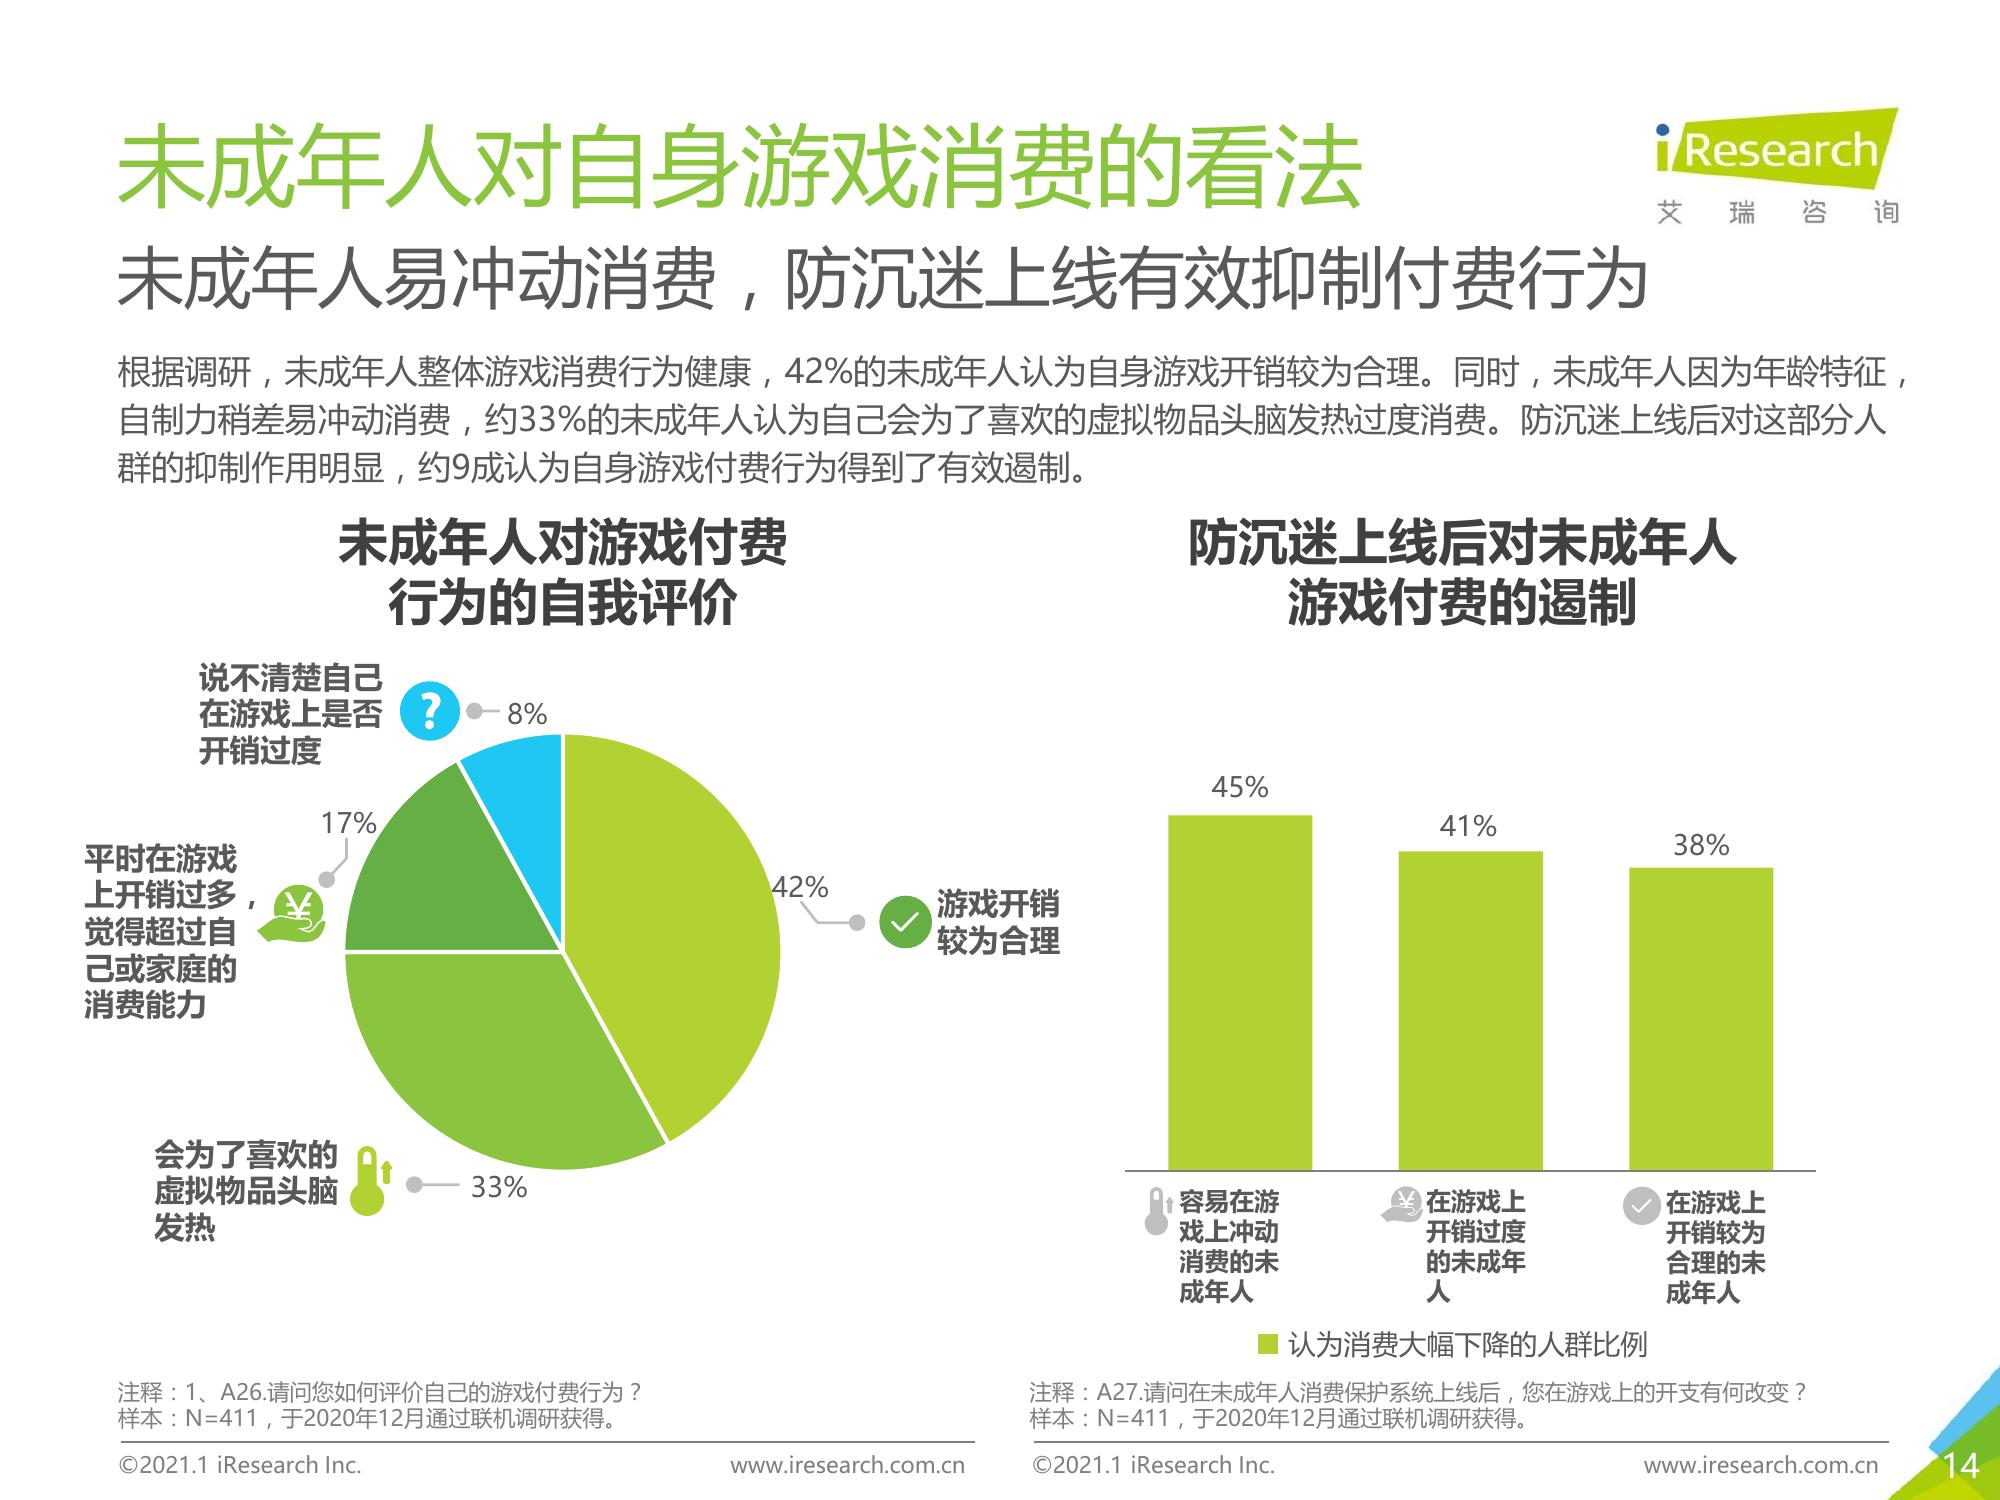 未成年人对自身游戏消费的看法
iResearch
艾瑞咨询
未成年人易冲动消费，防沉迷上线有效抑制付费行为
根据调研，未成年人整体游戏消费行为健康，42%的未成年人认为自身游戏开销较为合理。同时，未成年人因为年龄特征，
自制力稍差易冲动消费，约33%的未成年人认为自己会为了喜欢的虚拟物品头脑发热过度消费。防沉迷上线后对这部分人
群的抑制作用明显，约9成认为自身游戏付费行为得到了有效遏制。
未成年人对游戏付费
行为的自我评价
说不清楚自己
在游戏上是否
开销过度
?
8%
17%
平时在游戏
上开销过多，
觉得超过自
己或家庭的
消费能力
¥
42%
游戏开销
较为合理
会为了喜欢的
虚拟物品头脑
发热
33%
防沉迷上线后对未成年人
游戏付费的遏制
45%
41%
38%
容易在游
戏上冲动
消费的未
成年人
¥
在游戏上
开销过度
的未成年
人
在游戏上
开销较为
合理的未
成年人
认为消费大幅下降的人群比例
注释：1、A26.请问您如何评价自己的游戏付费行为？
样本：N=411，于2020年12月通过联机调研获得。
注释：A27.请问在未成年人消费保护系统上线后，您在游戏上的开支有何改变？
样本：N=411，于2020年12月通过联机调研获得。
©2021.1 iResearch Inc.
www.iresearch.com.cn
©2021.1 iResearch Inc.
www.iresearch.com.cn
14